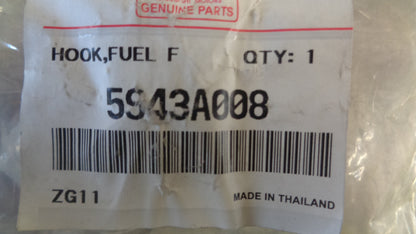 GENUINE PARTS
HOOK,FUEL F QTY: 1
5943A008
ZG11
MADE IN THAILAND